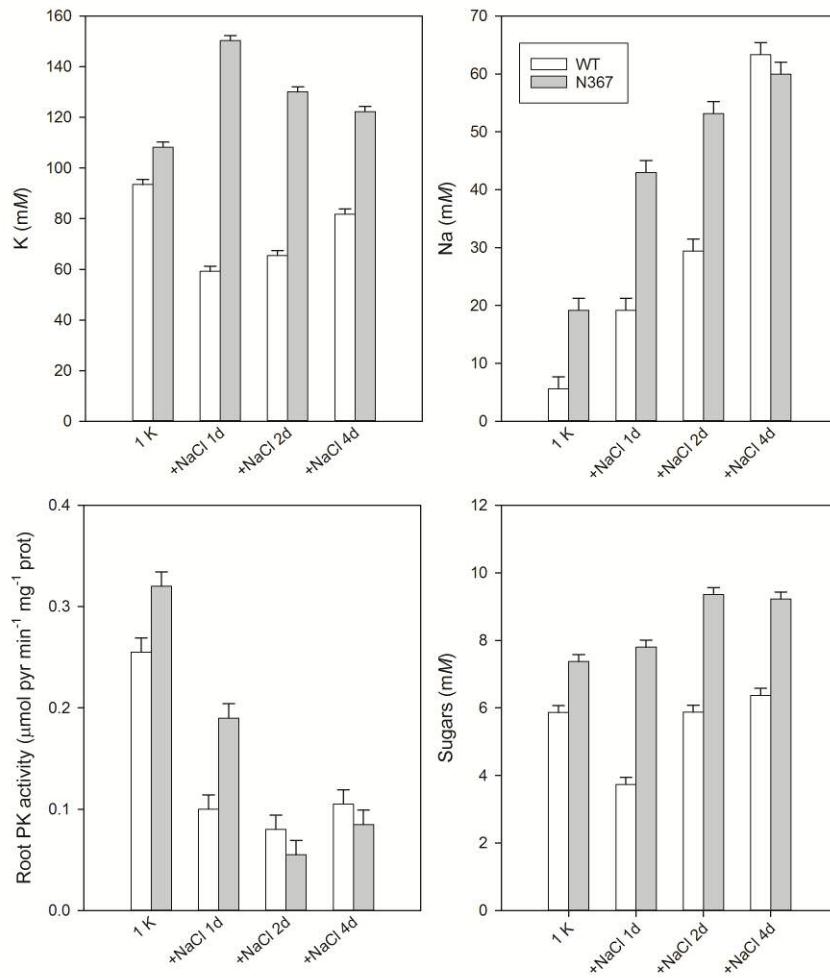 160
140
120
100
80
60
40
20
0
K (mM)
1 K
+NaCl 1d
+NaCl 2d
+NaCl 4d
70
60
50
40
30
20
10
0
Na (mM)
WT
N367
1 K
+NaCl 1d
+NaCl 2d
+NaCl 4d
0.4
0.3
0.2
0.1
0.0
Root PK activity (μmol pyr min⁻¹ mg⁻¹ prot)
1 K
+NaCl 1d
+NaCl 2d
+NaCl 4d
12
10
8
6
4
2
0
Sugars (mM)
1 K
+NaCl 1d
+NaCl 2d
+NaCl 4d